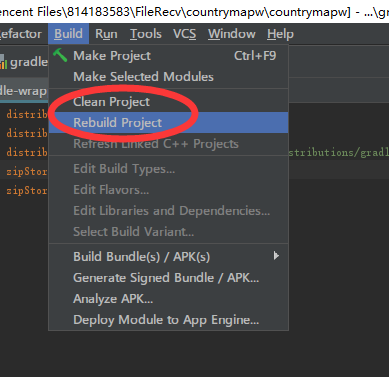 encent Files\814183583\FileRecv\countrymapw\countrymapw] - ...\gr
efactor Build Run Tools VCS Window Help
gradle
Make Project Ctrl+F9
Make Selected Modules
dle-wrap
Clean Project
distrib
Rebuild Project
distrib
Refresh Linked C++ Projects
distrib stributions/gradl
zipStor
Edit Build Types...
zipStor
Edit Flavors...
Edit Libraries and Dependencies...
Select Build Variant...
Build Bundle(s) / APK(s)
Generate Signed Bundle / APK...
Analyze APK...
Deploy Module to App Engine...